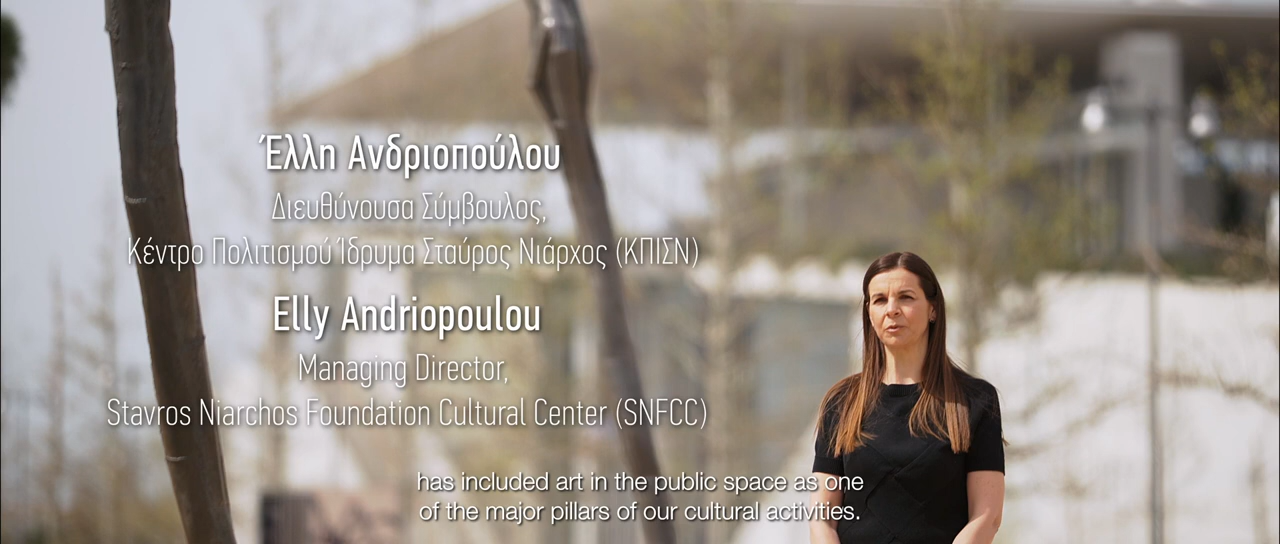 Έλλη Ανδριοπούλου
Διευθύνουσα Σύμβουλος,
Κέντρο Πολιτισμού Ίδρυμα Σταύρος Νιάρχος (ΚΠΙΣΝ)
Elly Andriopoulou
Managing Director,
Stavros Niarchos Foundation Cultural Center (SNFCC)
has included art in the public space as one
of the major pillars of our cultural activities.